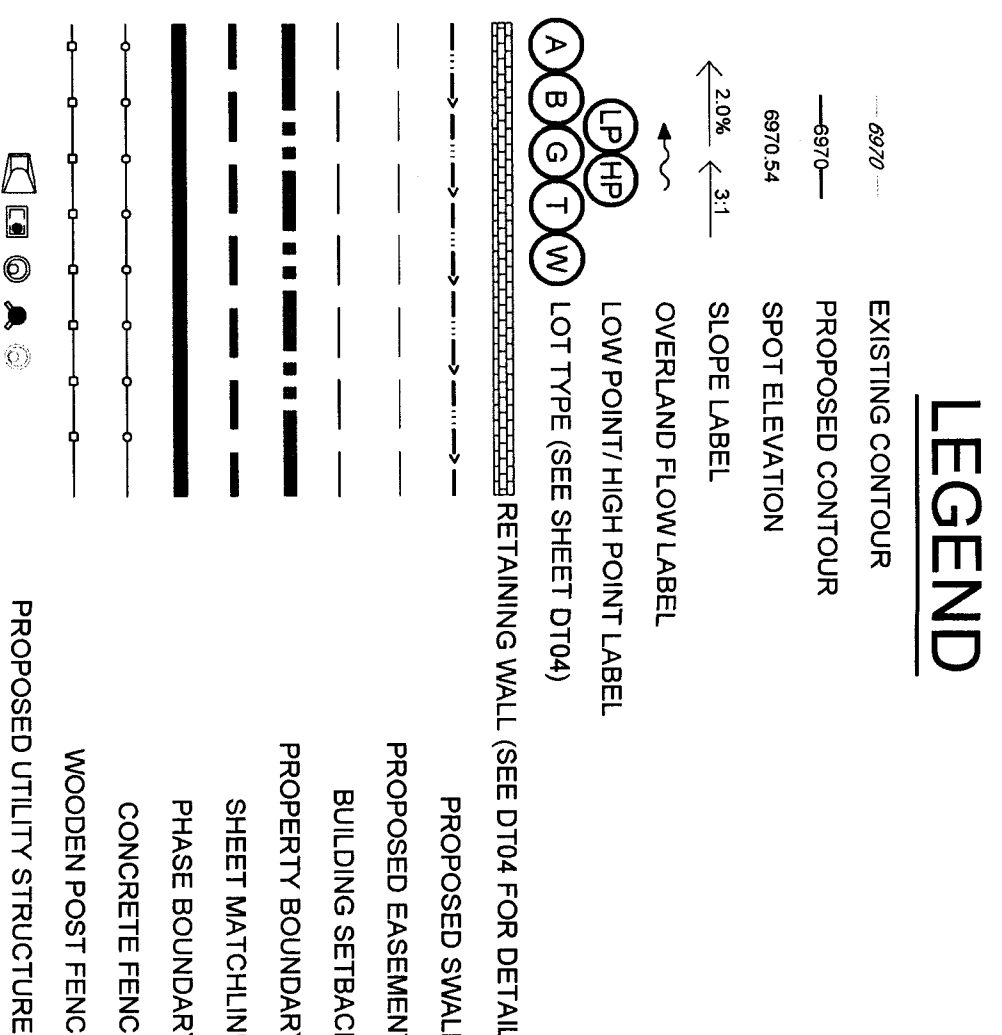 LEGEND
6970 EXISTING CONTOUR
6970 PROPOSED CONTOUR
6970.54 SPOT ELEVATION
2.0% 3:1 SLOPE LABEL
OVERLAND FLOW LABEL
LP HP LOW POINT/ HIGH POINT LABEL
A B G T W LOT TYPE (SEE SHEET DT04)
RETAINING WALL (SEE DT04 FOR DETAIL
PROPOSED SWAL
PROPOSED EASEMEN
BUILDING SETBAC
PROPERTY BOUNDAR
SHEET MATCHLIN
PHASE BOUNDAR
CONCRETE FENC
WOODEN POST FENC
PROPOSED UTILITY STRUCTURE